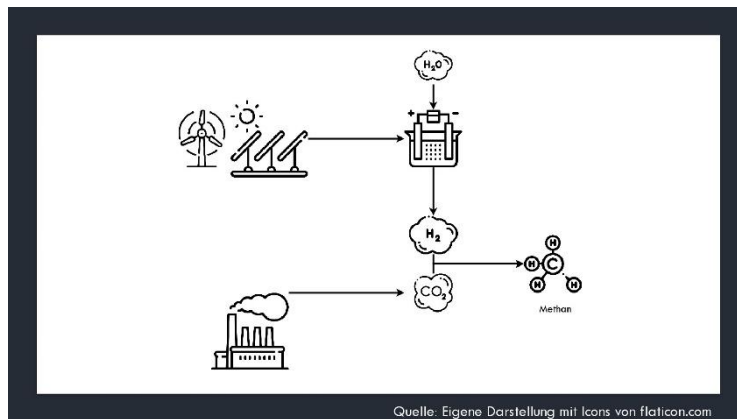 H₂O
+ −
H₂
CO₂
H
H C
H H
Methan
Quelle: Eigene Darstellung mit Icons von flaticon.com